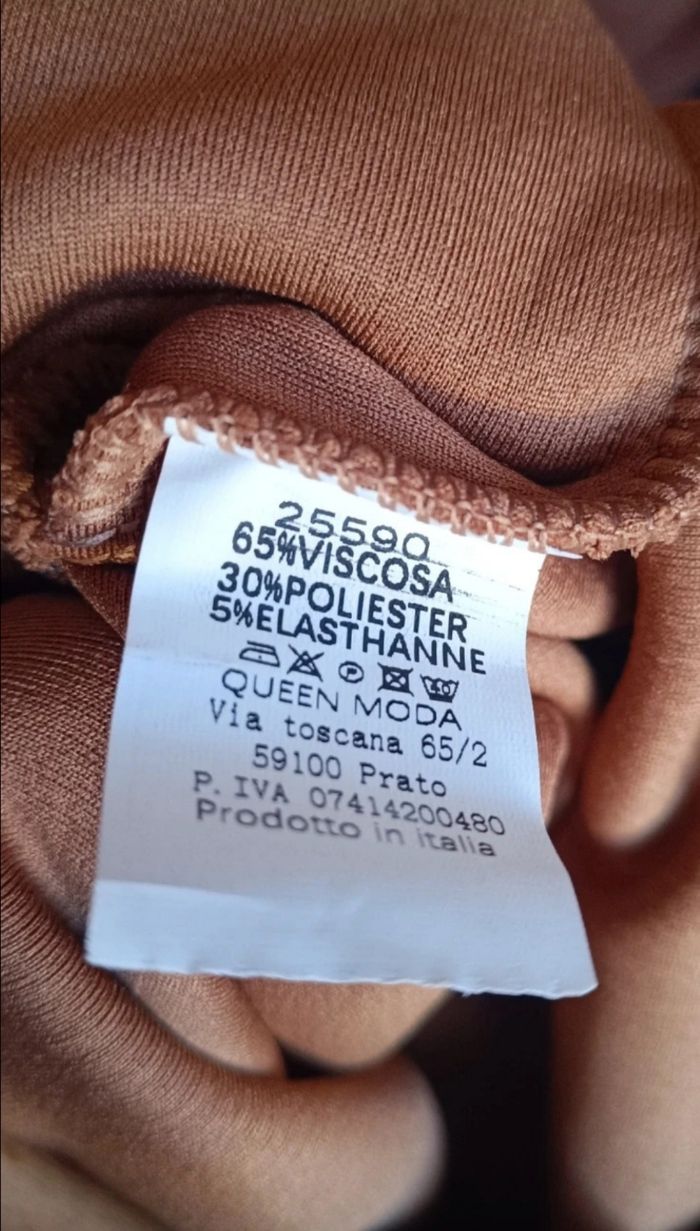 25590
65%VISCOSA
30%POLIESTER
5%ELASTHANNE
P 40
QUEEN MODA
Via toscana 65/2
59100 Prato
P. IVA 07414200480
Prodotto in italia